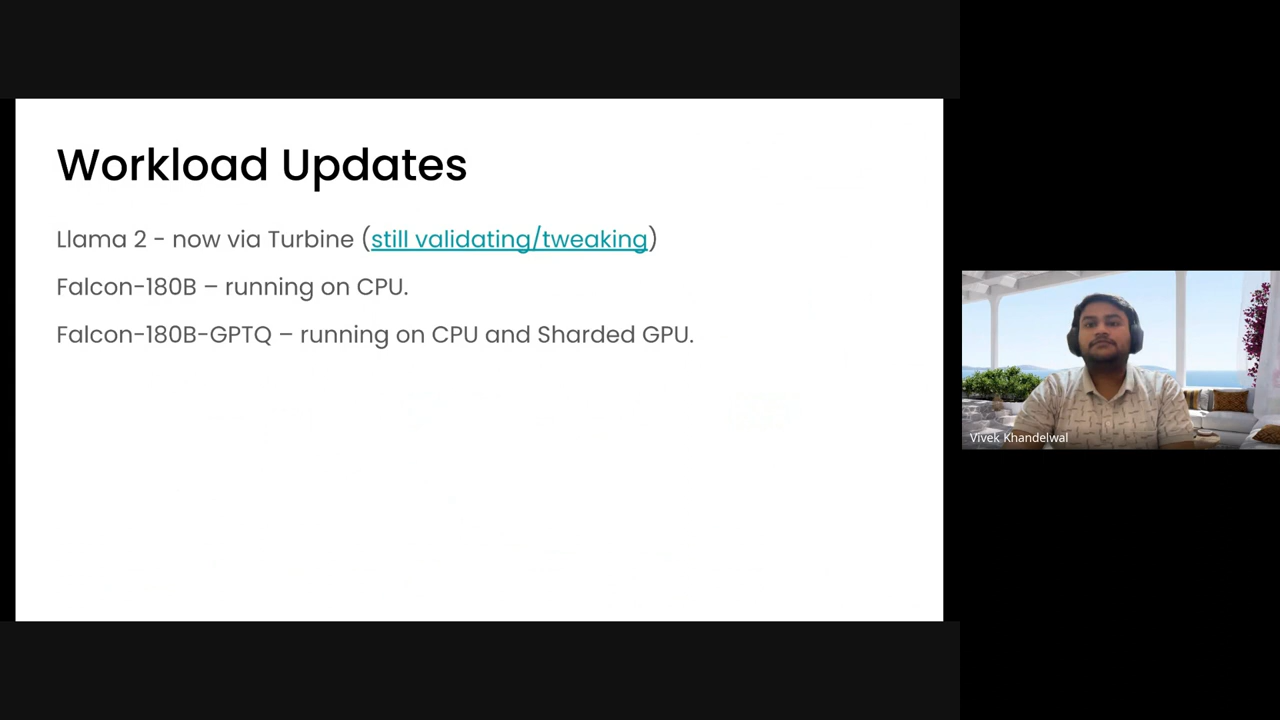 Workload Updates
Llama 2 - now via Turbine (still validating/tweaking)
Falcon-180B – running on CPU.
Falcon-180B-GPTQ – running on CPU and Sharded GPU.
Vivek Khandelwal